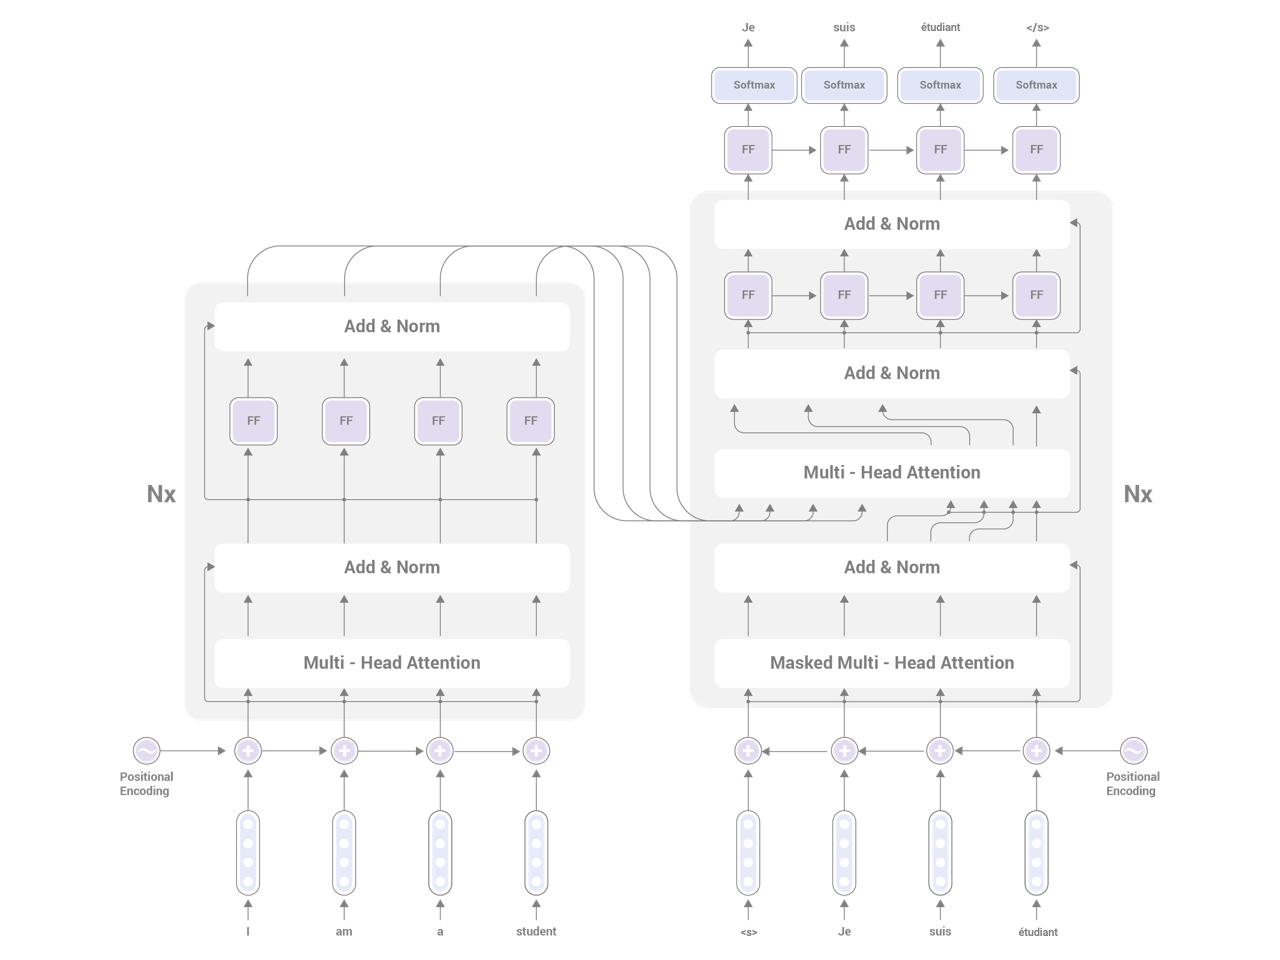 Je suis étudiant </s>
Softmax Softmax Softmax Softmax
FF FF FF FF
Add & Norm
FF FF FF FF
Add & Norm
Multi - Head Attention
Add & Norm
Masked Multi - Head Attention
Nx
Positional
Encoding
<s> Je suis étudiant
Add & Norm
FF FF FF FF
Nx
Add & Norm
Multi - Head Attention
Positional
Encoding
I am a student